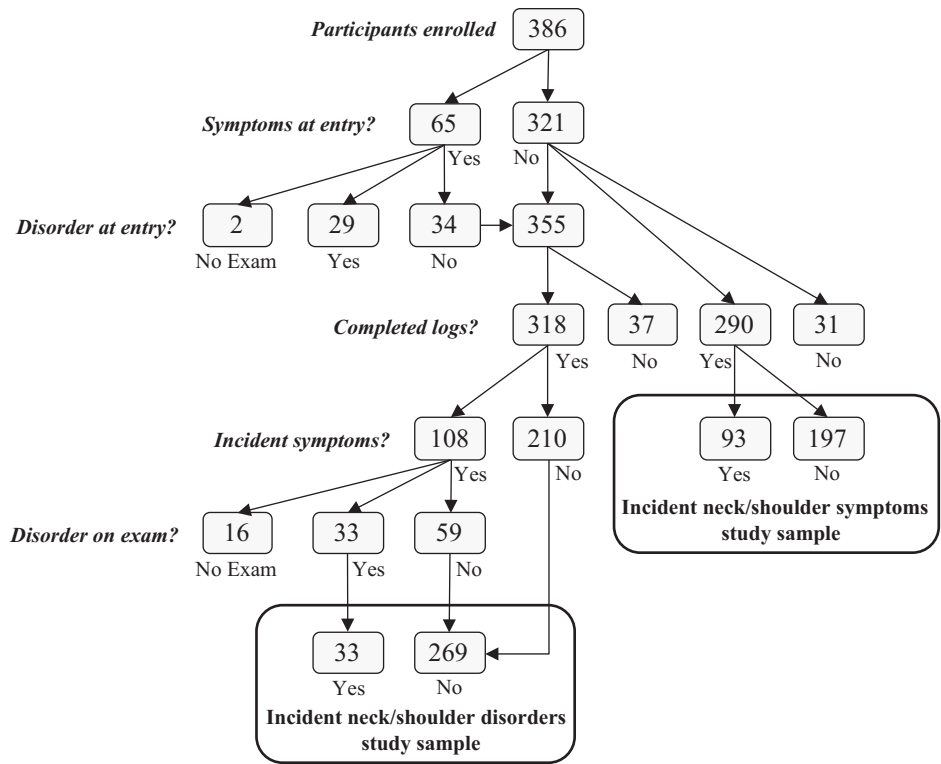 Participants enrolled 386
Symptoms at entry? 65 321
Yes No
Disorder at entry? 2 29 34 355
No Exam Yes No
Completed logs? 318 37 290 31
Yes No Yes No
Incident symptoms? 108 210 93 197
Yes No Yes No
Incident neck/shoulder symptoms
study sample
Disorder on exam? 16 33 59
No Exam Yes No
33 269
Yes No
Incident neck/shoulder disorders
study sample